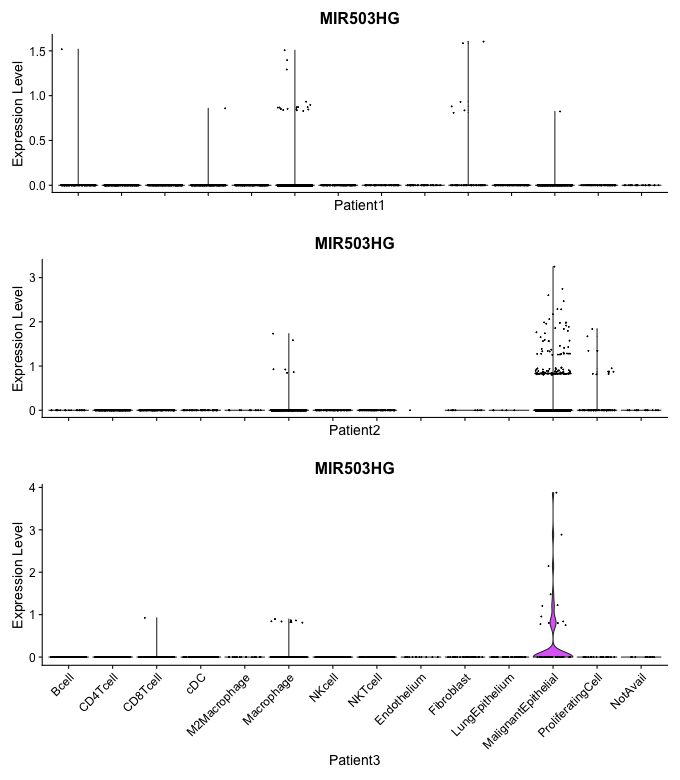 MIR503HG
Expression Level
1.5
1.0
0.5
0.0
Patient1
MIR503HG
Expression Level
3
2
1
0
Patient2
MIR503HG
Expression Level
4
3
2
1
0
Bcell
CD4Tcell
CD8Tcell
cDC
M2Macrophage
Macrophage
NKcell
NKTcell
Endothelium
Fibroblast
LungEpithelium
MalignantEpithelial
ProliferatingCell
NotAvail
Patient3